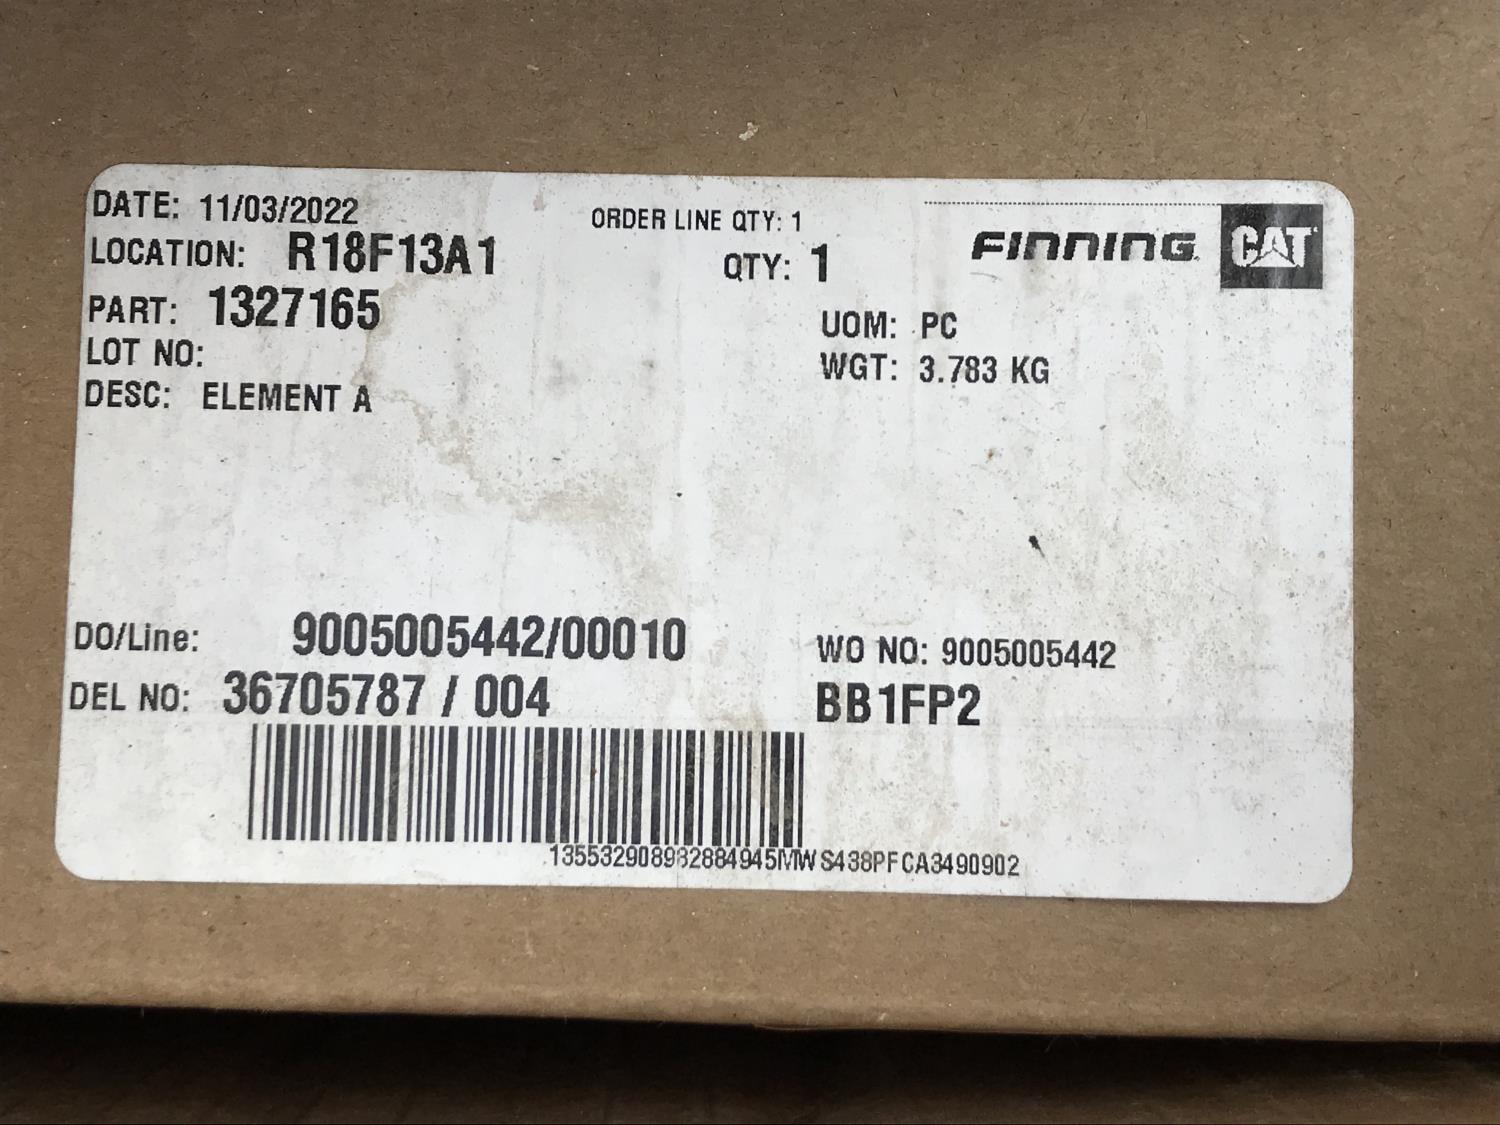 DATE: 11/03/2022
ORDER LINE QTY: 1
FINNING. CAT
LOCATION: R18F13A1
QTY: 1
PART: 1327165
UOM: PC
LOT NO:
WGT: 3.783 KG
DESC: ELEMENT A
DO/Line: 9005005442/00010
WO NO: 9005005442
DEL NO: 36705787 / 004
BB1FP2
135532908982884945MWS438PFCA3490902